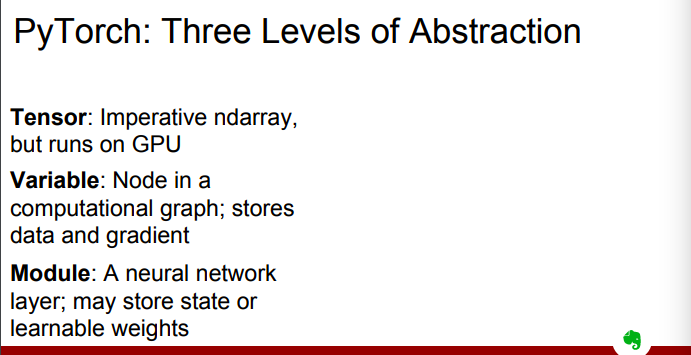 PyTorch: Three Levels of Abstraction
Tensor: Imperative ndarray,
but runs on GPU
Variable: Node in a
computational graph; stores
data and gradient
Module: A neural network
layer; may store state or
learnable weights